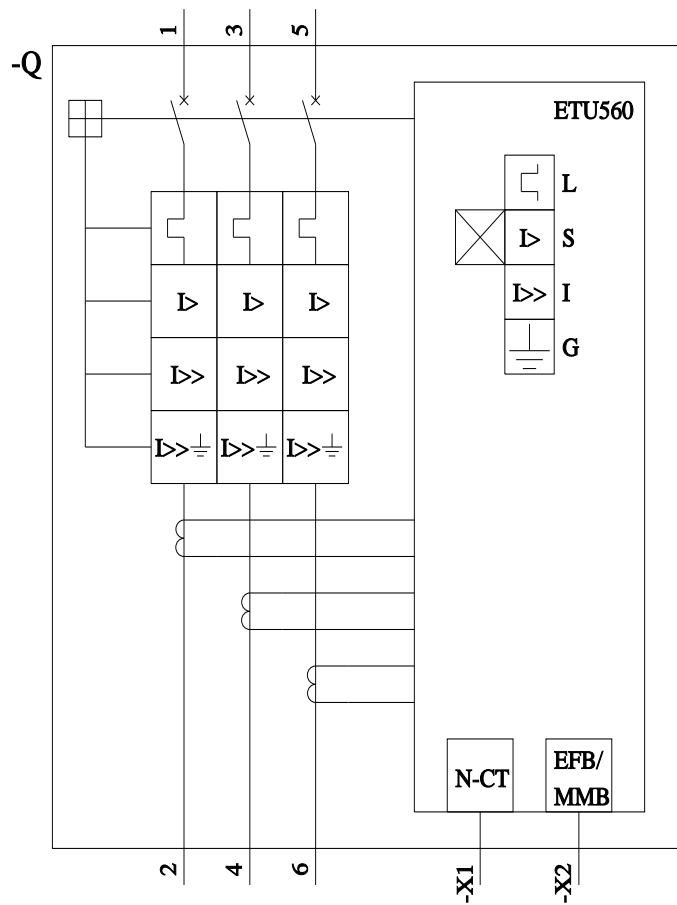 1 3 5
-Q
ETU560
L
I> S
I>> I
G
I> I> I>
I>> I>> I>>
I>> I>> I>>
N-CT
EFB/
MMB
2 4 6
-X1 -X2